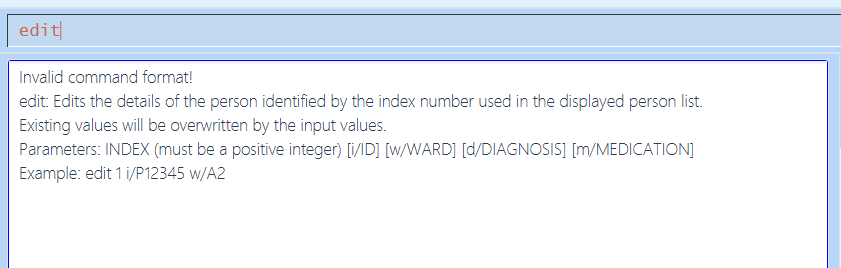 edit
Invalid command format!
edit: Edits the details of the person identified by the index number used in the displayed person list.
Existing values will be overwritten by the input values.
Parameters: INDEX (must be a positive integer) [i/ID] [w/WARD] [d/DIAGNOSIS] [m/MEDICATION]
Example: edit 1 i/P12345 w/A2